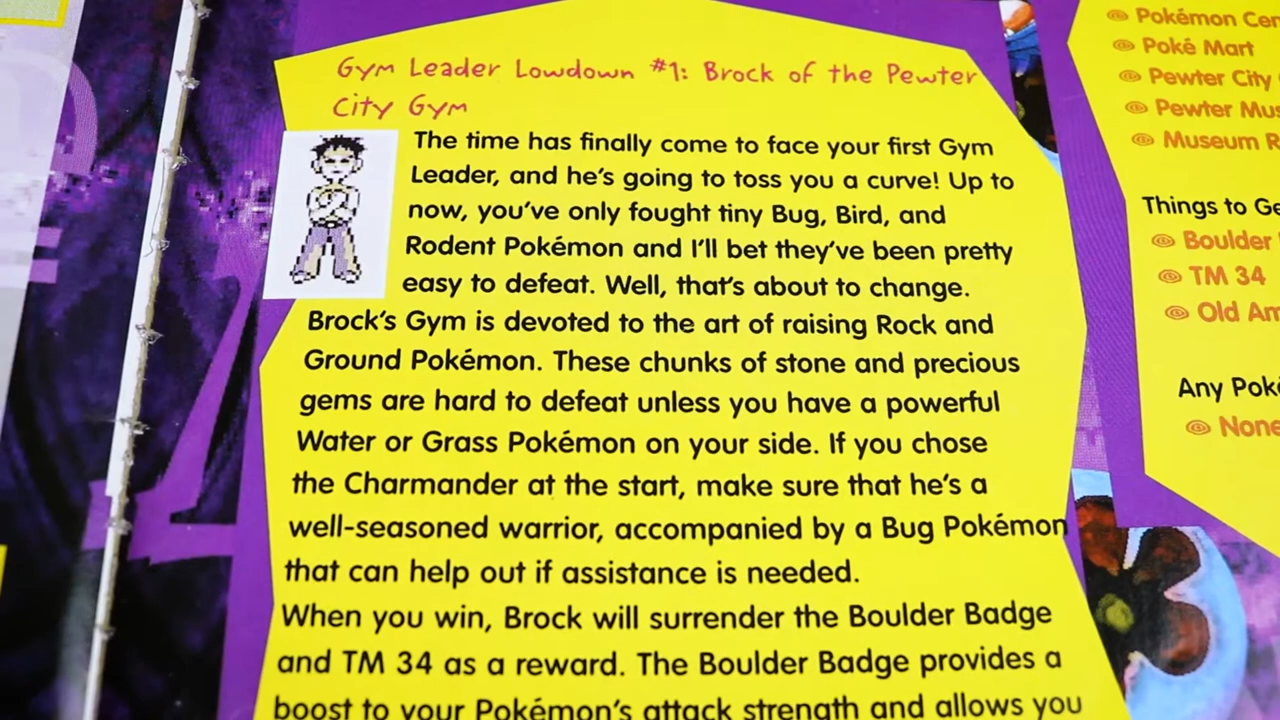 Gym Leader Lowdown #1: Brock of the Pewter
City Gym
The time has finally come to face your first Gym
Leader, and he's going to toss you a curve! Up to
now, you've only fought tiny Bug, Bird, and
Rodent Pokémon and I'll bet they've been pretty
easy to defeat. Well, that's about to change.
Brock's Gym is devoted to the art of raising Rock and
Ground Pokémon. These chunks of stone and precious
gems are hard to defeat unless you have a powerful
Water or Grass Pokémon on your side. If you chose
the Charmander at the start, make sure that he's a
well-seasoned warrior, accompanied by a Bug Pokémon
that can help out if assistance is needed.
When you win, Brock will surrender the Boulder Badge
and TM 34 as a reward. The Boulder Badge provides a
boost to your Pokémon's attack strength and allows you
Pokémon
Poké Mart
Pewter City
Pewter
Museum
Things to
Boulder
TM 34
Old
Any
None